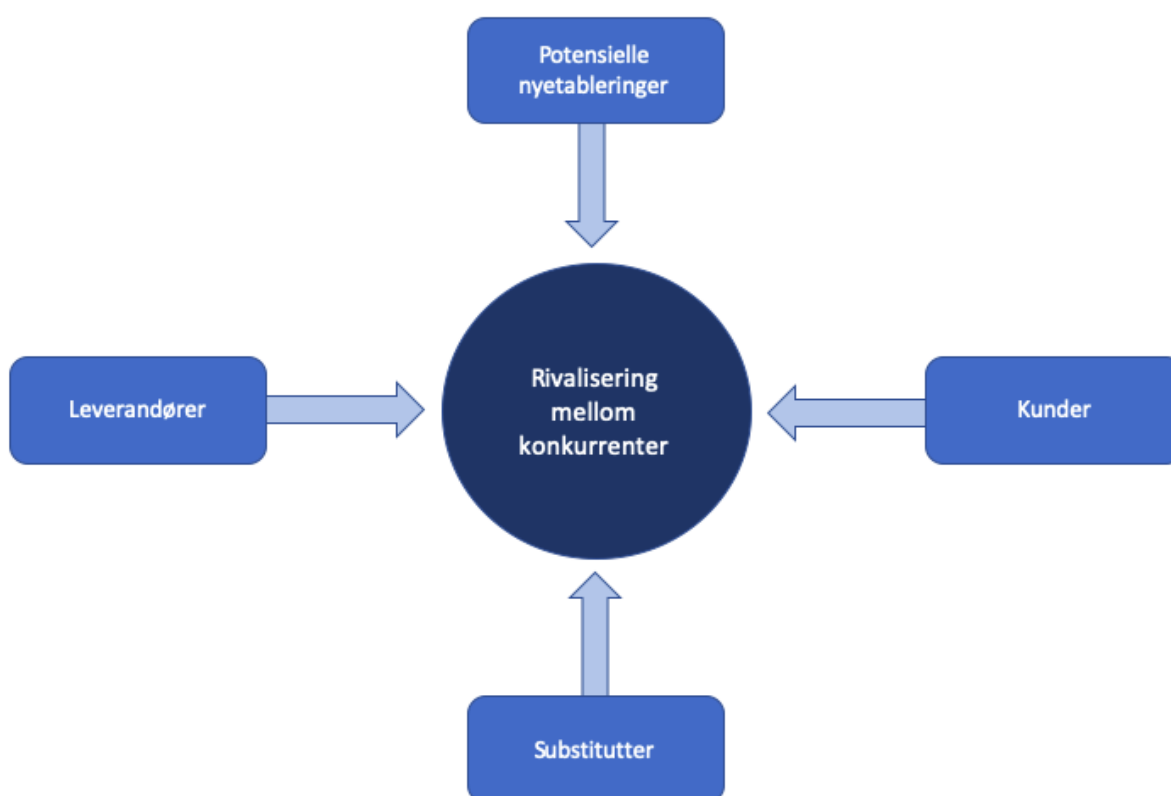 Potensielle
nyetableringer
Leverandører
Rivalisering
mellom
konkurrenter
Kunder
Substitutter